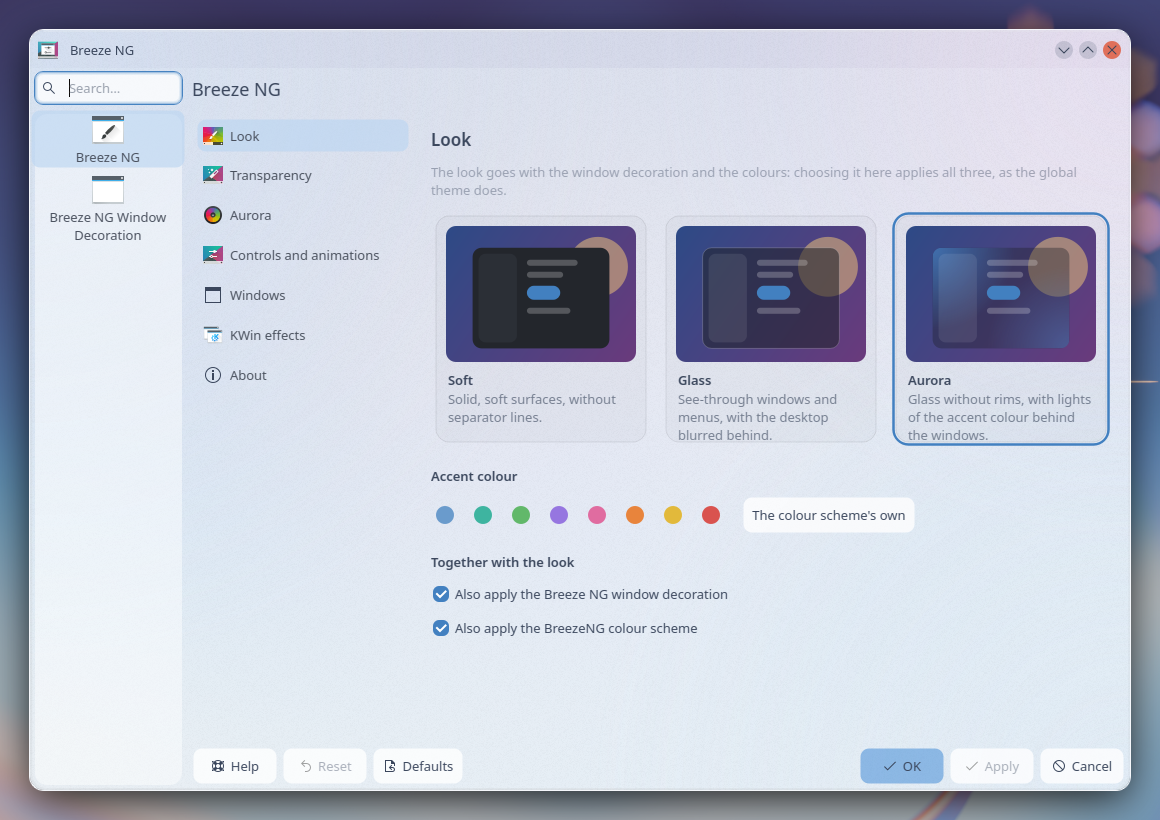 Breeze NG
Search...
Breeze NG
Breeze NG
Breeze NG Window
Decoration
Look
Transparency
Aurora
Controls and animations
Windows
KWin effects
About
Look
The look goes with the window decoration and the colours: choosing it here applies all three, as the global
theme does.
Soft
Solid, soft surfaces, without
separator lines.
Glass
See-through windows and
menus, with the desktop
blurred behind.
Aurora
Glass without rims, with lights
of the accent colour behind
the windows.
Accent colour
The colour scheme's own
Together with the look
Also apply the Breeze NG window decoration
Also apply the BreezeNG colour scheme
Help
Reset
Defaults
OK
Apply
Cancel